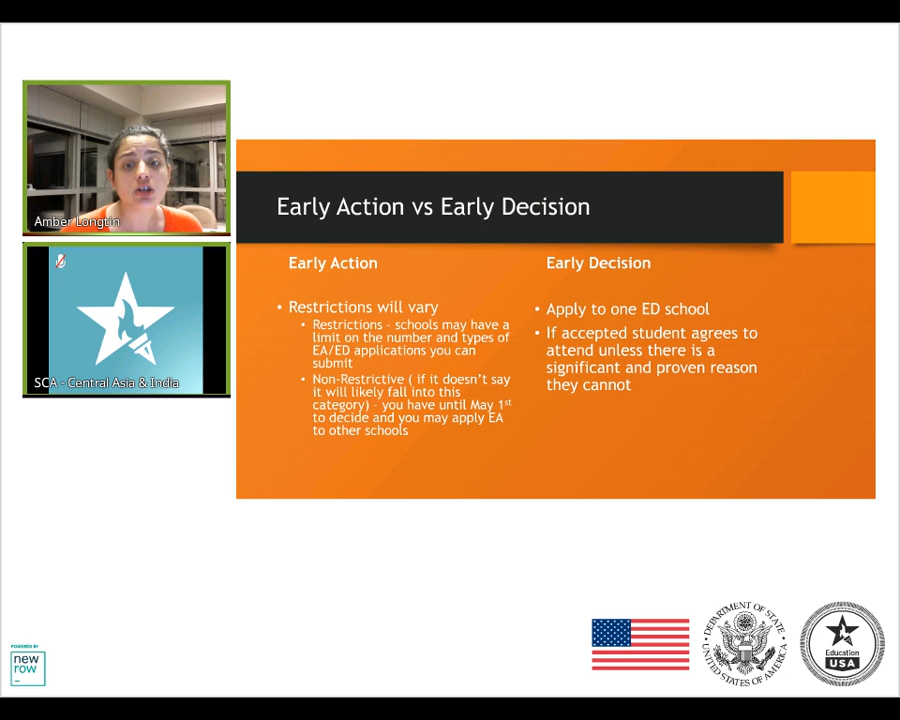 Amber Longtin
SCA - Central Asia & India
Early Action vs Early Decision
Early Action
• Restrictions will vary
• Restrictions - schools may have a
limit on the number and types of
EA/ED applications you can
submit
• Non-Restrictive ( if it doesn't say
it will likely fall into this
category) - you have until May 1st
to decide and you may apply EA
to other schools
Early Decision
• Apply to one ED school
• If accepted student agrees to
attend unless there is a
significant and proven reason
they cannot
POWERED BY
new
row_
DEPARTMENT OF STATE
UNITED STATES OF AMERICA
Education
USA